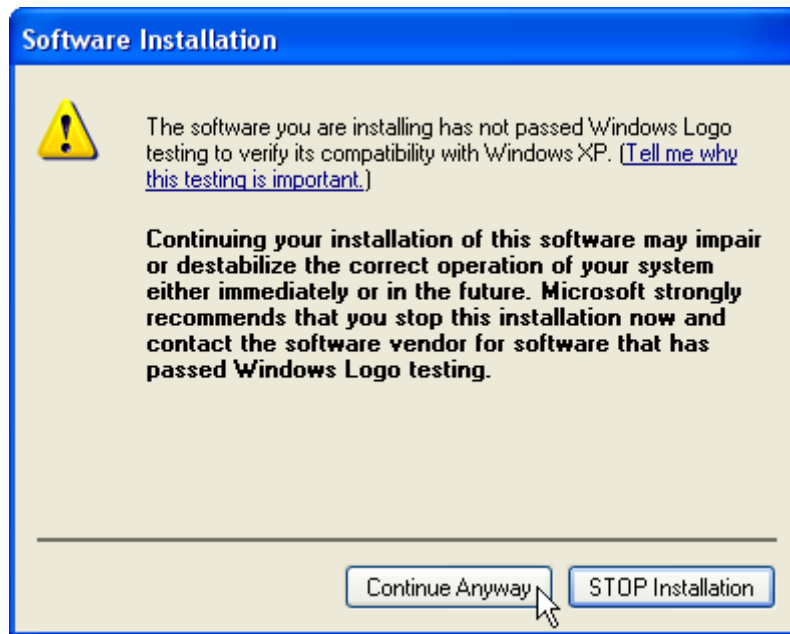 Software Installation
The software you are installing has not passed Windows Logo
testing to verify its compatibility with Windows XP. (Tell me why
this testing is important.)
Continuing your installation of this software may impair
or destabilize the correct operation of your system
either immediately or in the future. Microsoft strongly
recommends that you stop this installation now and
contact the software vendor for software that has
passed Windows Logo testing.
Continue Anyway STOP Installation